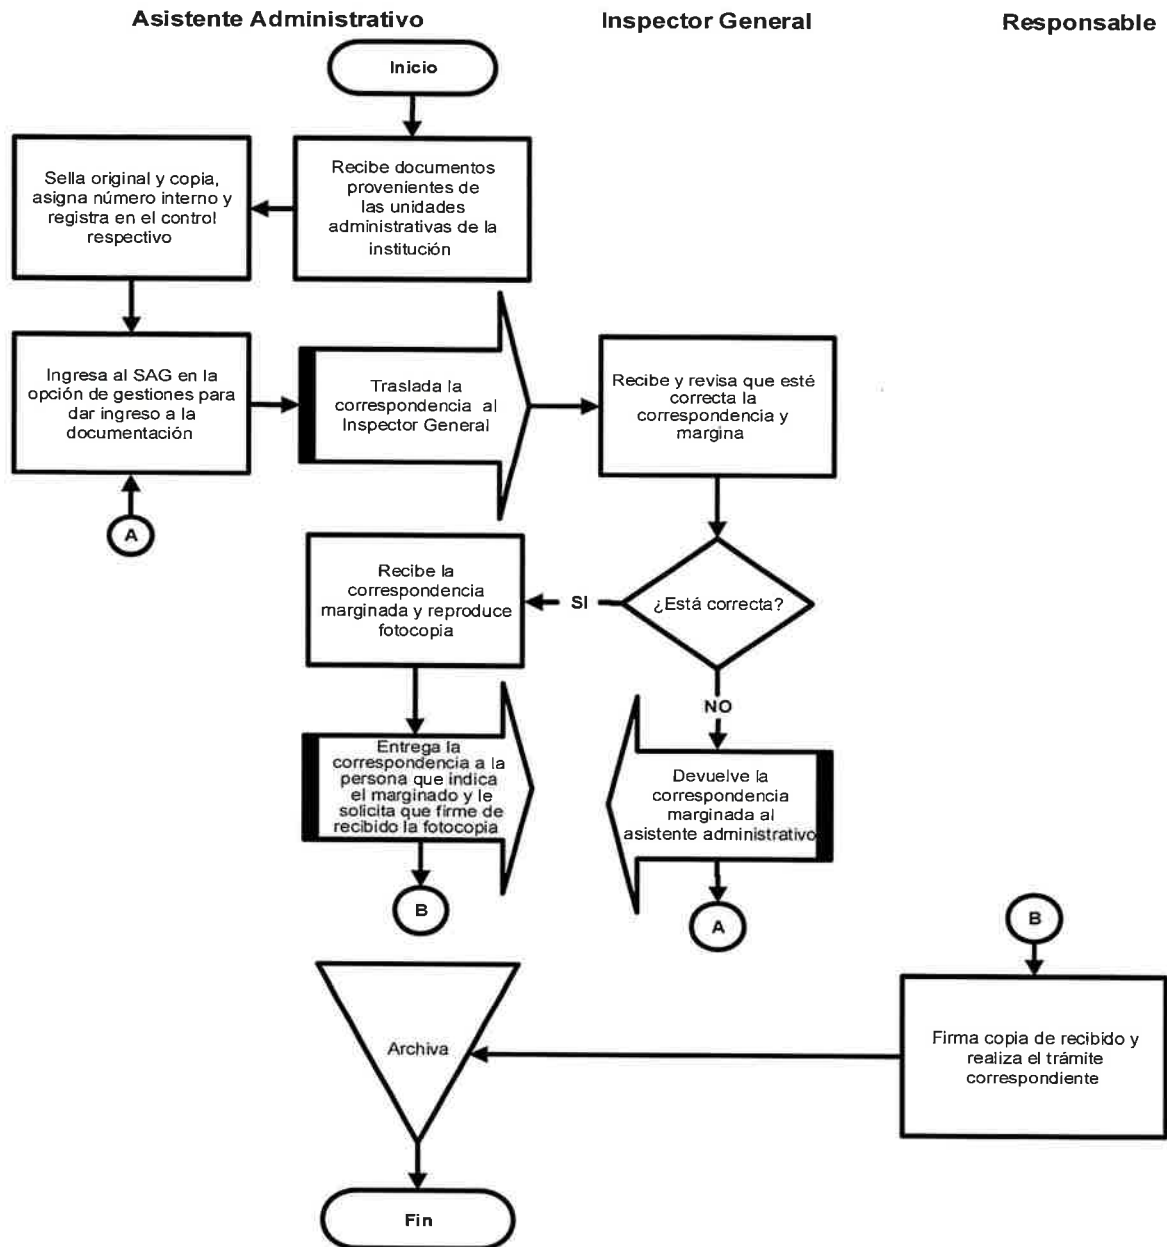 Asistente Administrativo
Inspector General
Responsable
Inicio
Recibe documentos
provenientes de
las unidades
administrativas de la
institución
Sella original y copia,
asigna número interno y
registra en el control
respectivo
Ingresa al SAG en la
opción de gestiones para
dar ingreso a la
documentación
A
Traslada la
correspondencia al
Inspector General
Recibe y revisa que esté
correcta la
correspondencia y
margina
¿Está correcta?
SI
NO
Recibe la
correspondencia
marginada y reproduce
fotocopia
Entrega la
correspondencia a la
persona que indica
el marginado y le
solicita que firme de
recibido la fotocopia
B
Devuelve la
correspondencia
marginada al
asistente administrativo
A
B
Firma copia de recibido y
realiza el trámite
correspondiente
Archiva
Fin